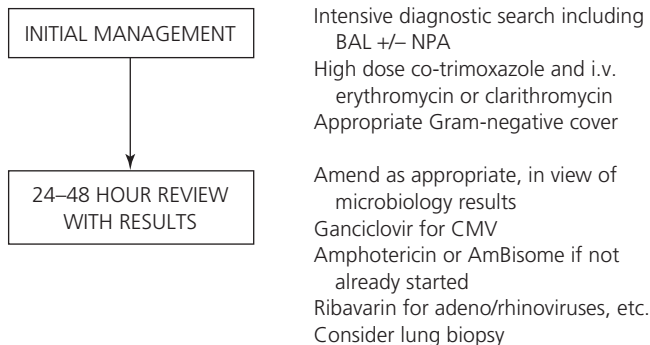 INITIAL MANAGEMENT
Intensive diagnostic search including
BAL +/– NPA
High dose co-trimoxazole and i.v.
erythromycin or clarithromycin
Appropriate Gram-negative cover
24–48 HOUR REVIEW
WITH RESULTS
Amend as appropriate, in view of
microbiology results
Ganciclovir for CMV
Amphotericin or AmBisome if not
already started
Ribavarin for adeno/rhinoviruses, etc.
Consider lung biopsy